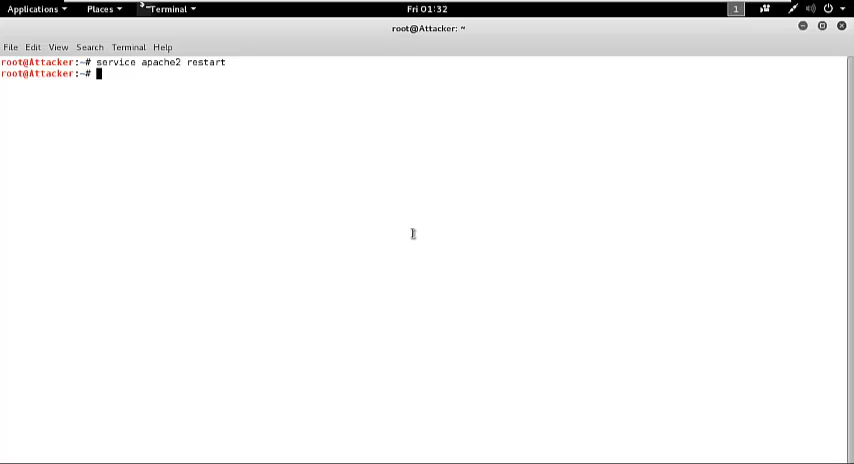 Applications Places Terminal Fri 01:32 1
root@Attacker: ~
File Edit View Search Terminal Help
root@Attacker:~# service apache2 restart
root@Attacker:~#